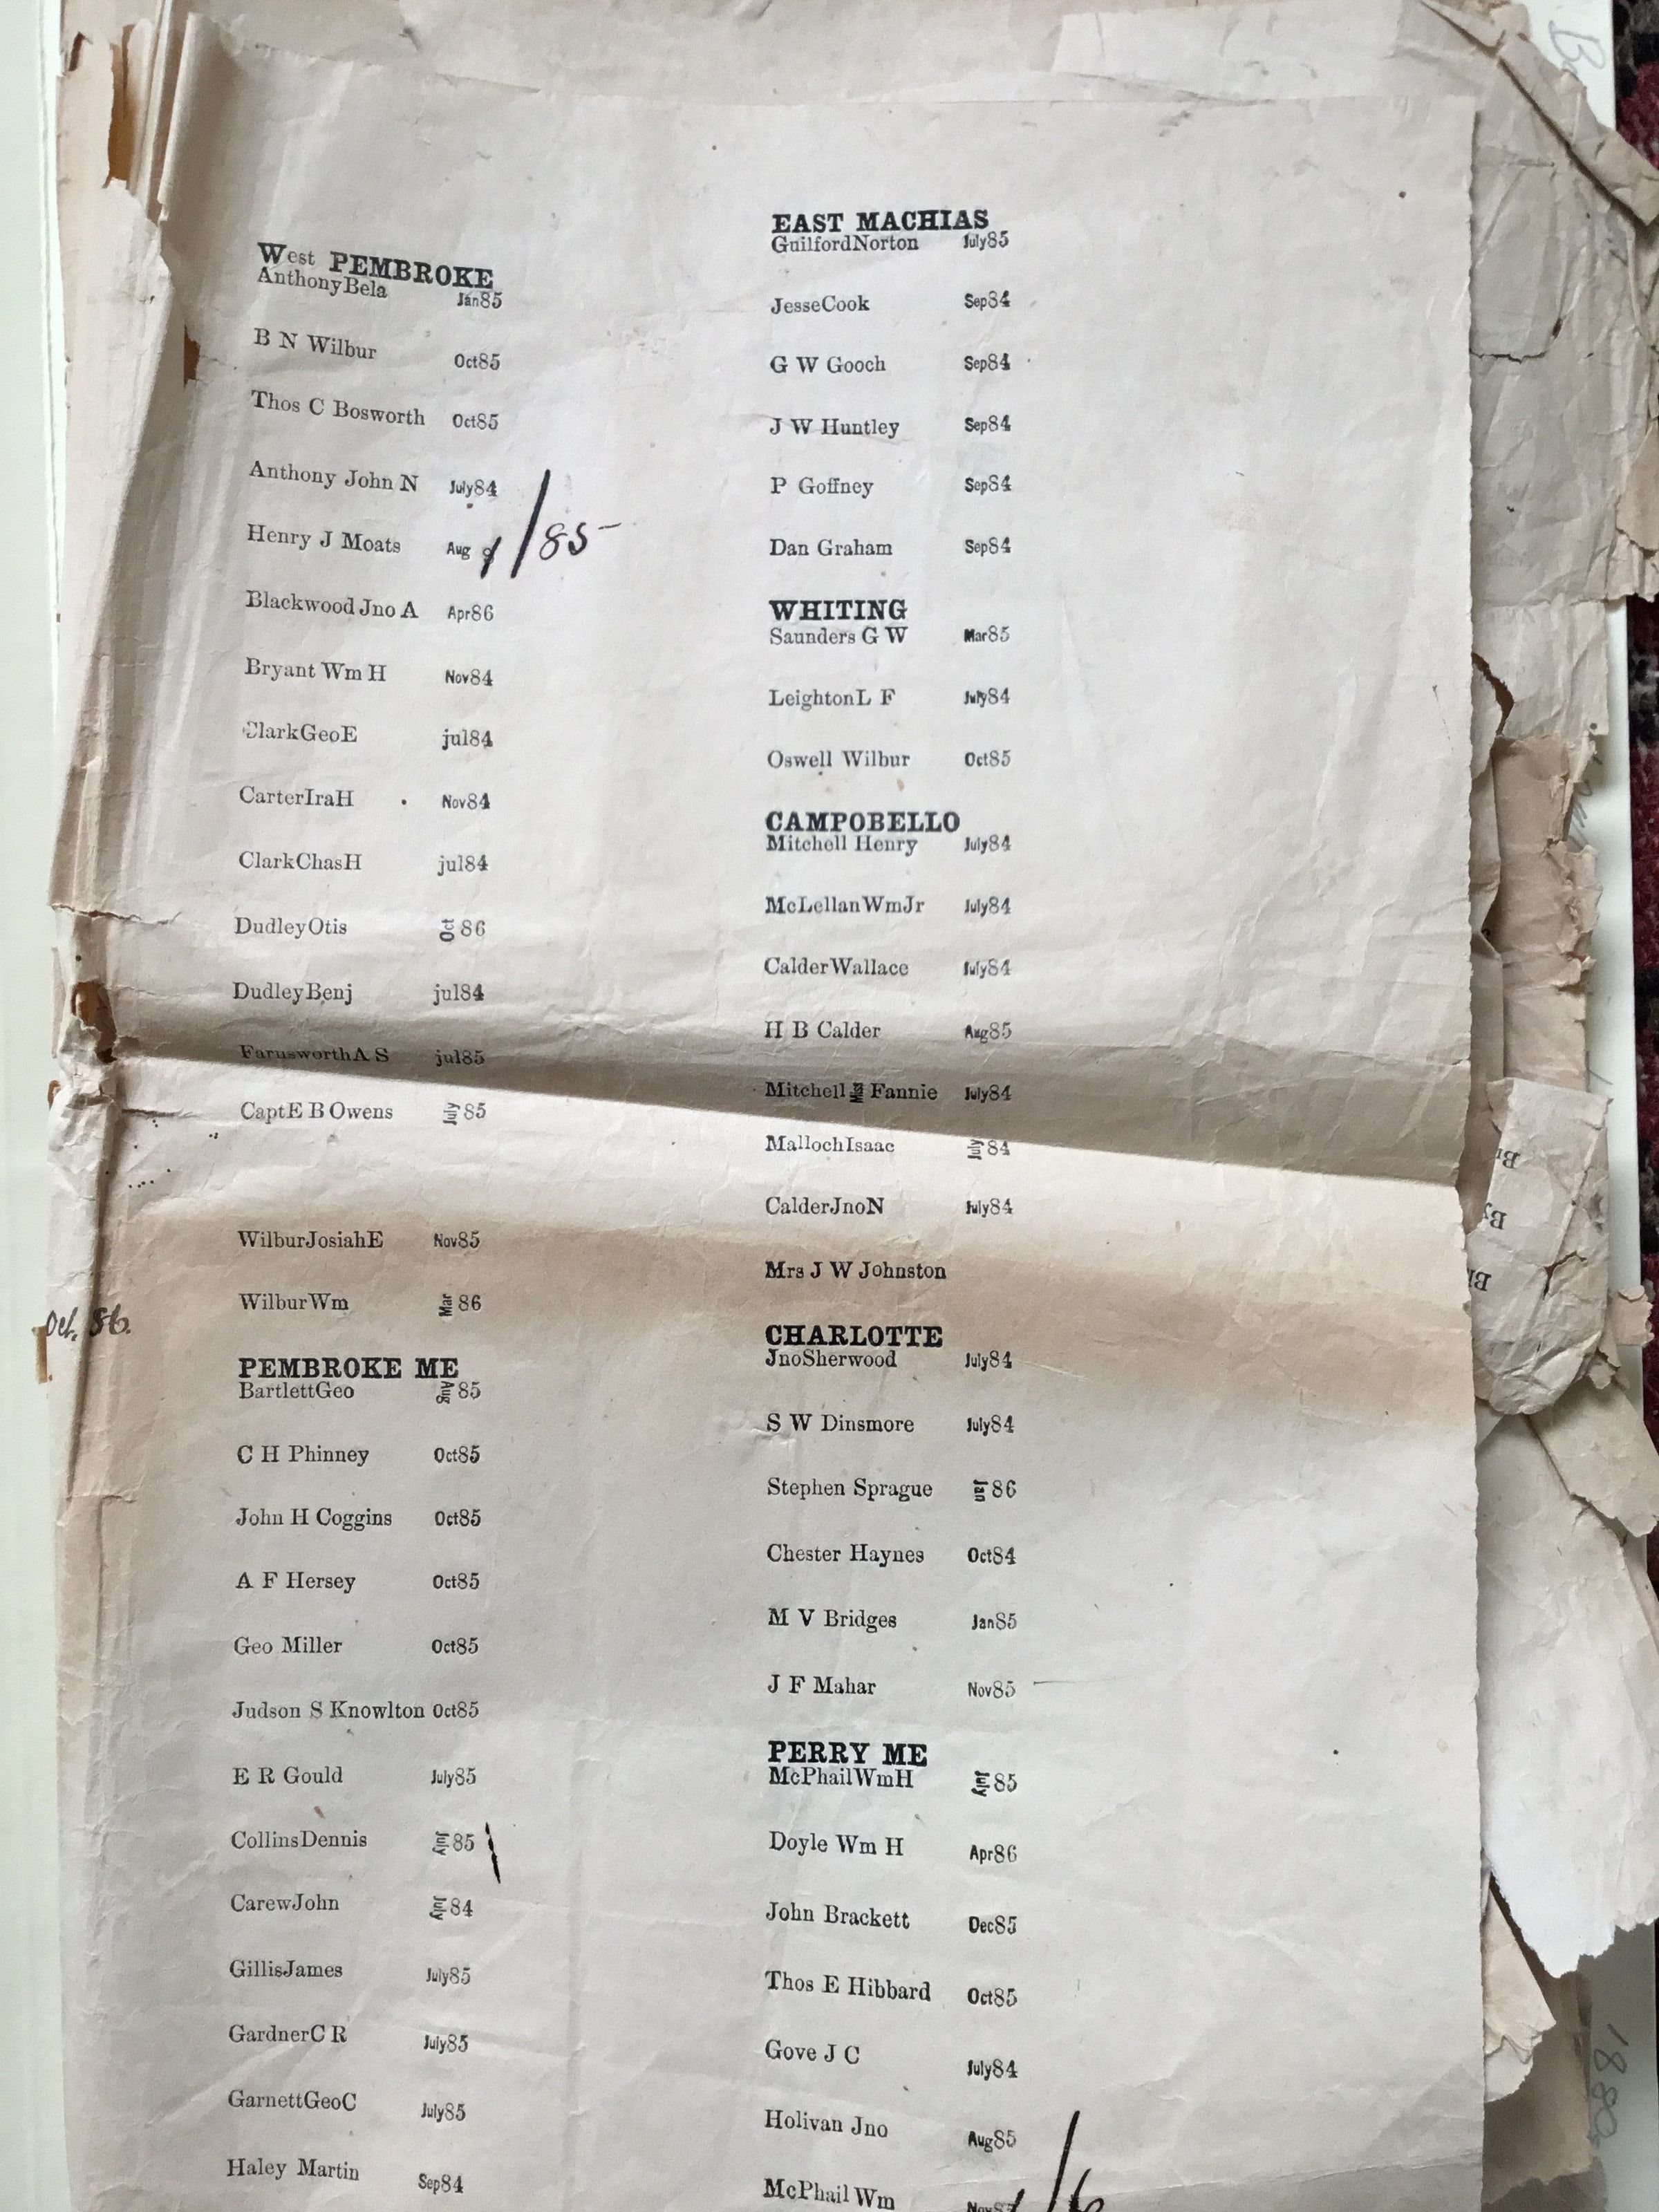 West PEMBROKE
AnthonyBela Jan85
B N Wilbur Oct85
Thos C Bosworth Oct85
Anthony John N July84
Henry J Moats Aug /85
Blackwood Jno A Apr86
Bryant Wm H Nov84
ClarkGeoE jul84
CarterIraH Nov84
ClarkChasH jul84
DudleyOtis Oct 86
DudleyBenj jul84
FarnsworthA S jul85
CaptE B Owens July 85
WilburJosiahE Nov85
WilburWm Mar 86
Oct. 86.
PEMBROKE ME
BartlettGeo Aug 85
C H Phinney Oct85
John H Coggins Oct85
A F Hersey Oct85
Geo Miller Oct85
Judson S Knowlton Oct85
E R Gould July85
CollinsDennis July 85
CarewJohn July 84
GillisJames July85
GardnerC R July85
GarnettGeoC July85
Haley Martin Sep84
EAST MACHIAS
GuilfordNorton July85
JesseCook Sep84
G W Gooch Sep84
J W Huntley Sep84
P Goffney Sep84
Dan Graham Sep84
WHITING
Saunders G W Mar85
LeightonL F July84
Oswell Wilbur Oct85
CAMPOBELLO
Mitchell Henry July84
McLellanWmJr July84
CalderWallace July84
H B Calder Aug85
Mitchell Mrs Fannie July84
MallochIsaac July 84
CalderJnoN July84
Mrs J W Johnston
CHARLOTTE
JnoSherwood July84
S W Dinsmore July84
Stephen Sprague Jan 86
Chester Haynes Oct84
M V Bridges Jan85
J F Mahar Nov85
PERRY ME
McPhailWmH July 85
Doyle Wm H Apr86
John Brackett Dec85
Thos E Hibbard Oct85
Gove J C July84
Holivan Jno Aug85
McPhail Wm Nov8 /6
1880